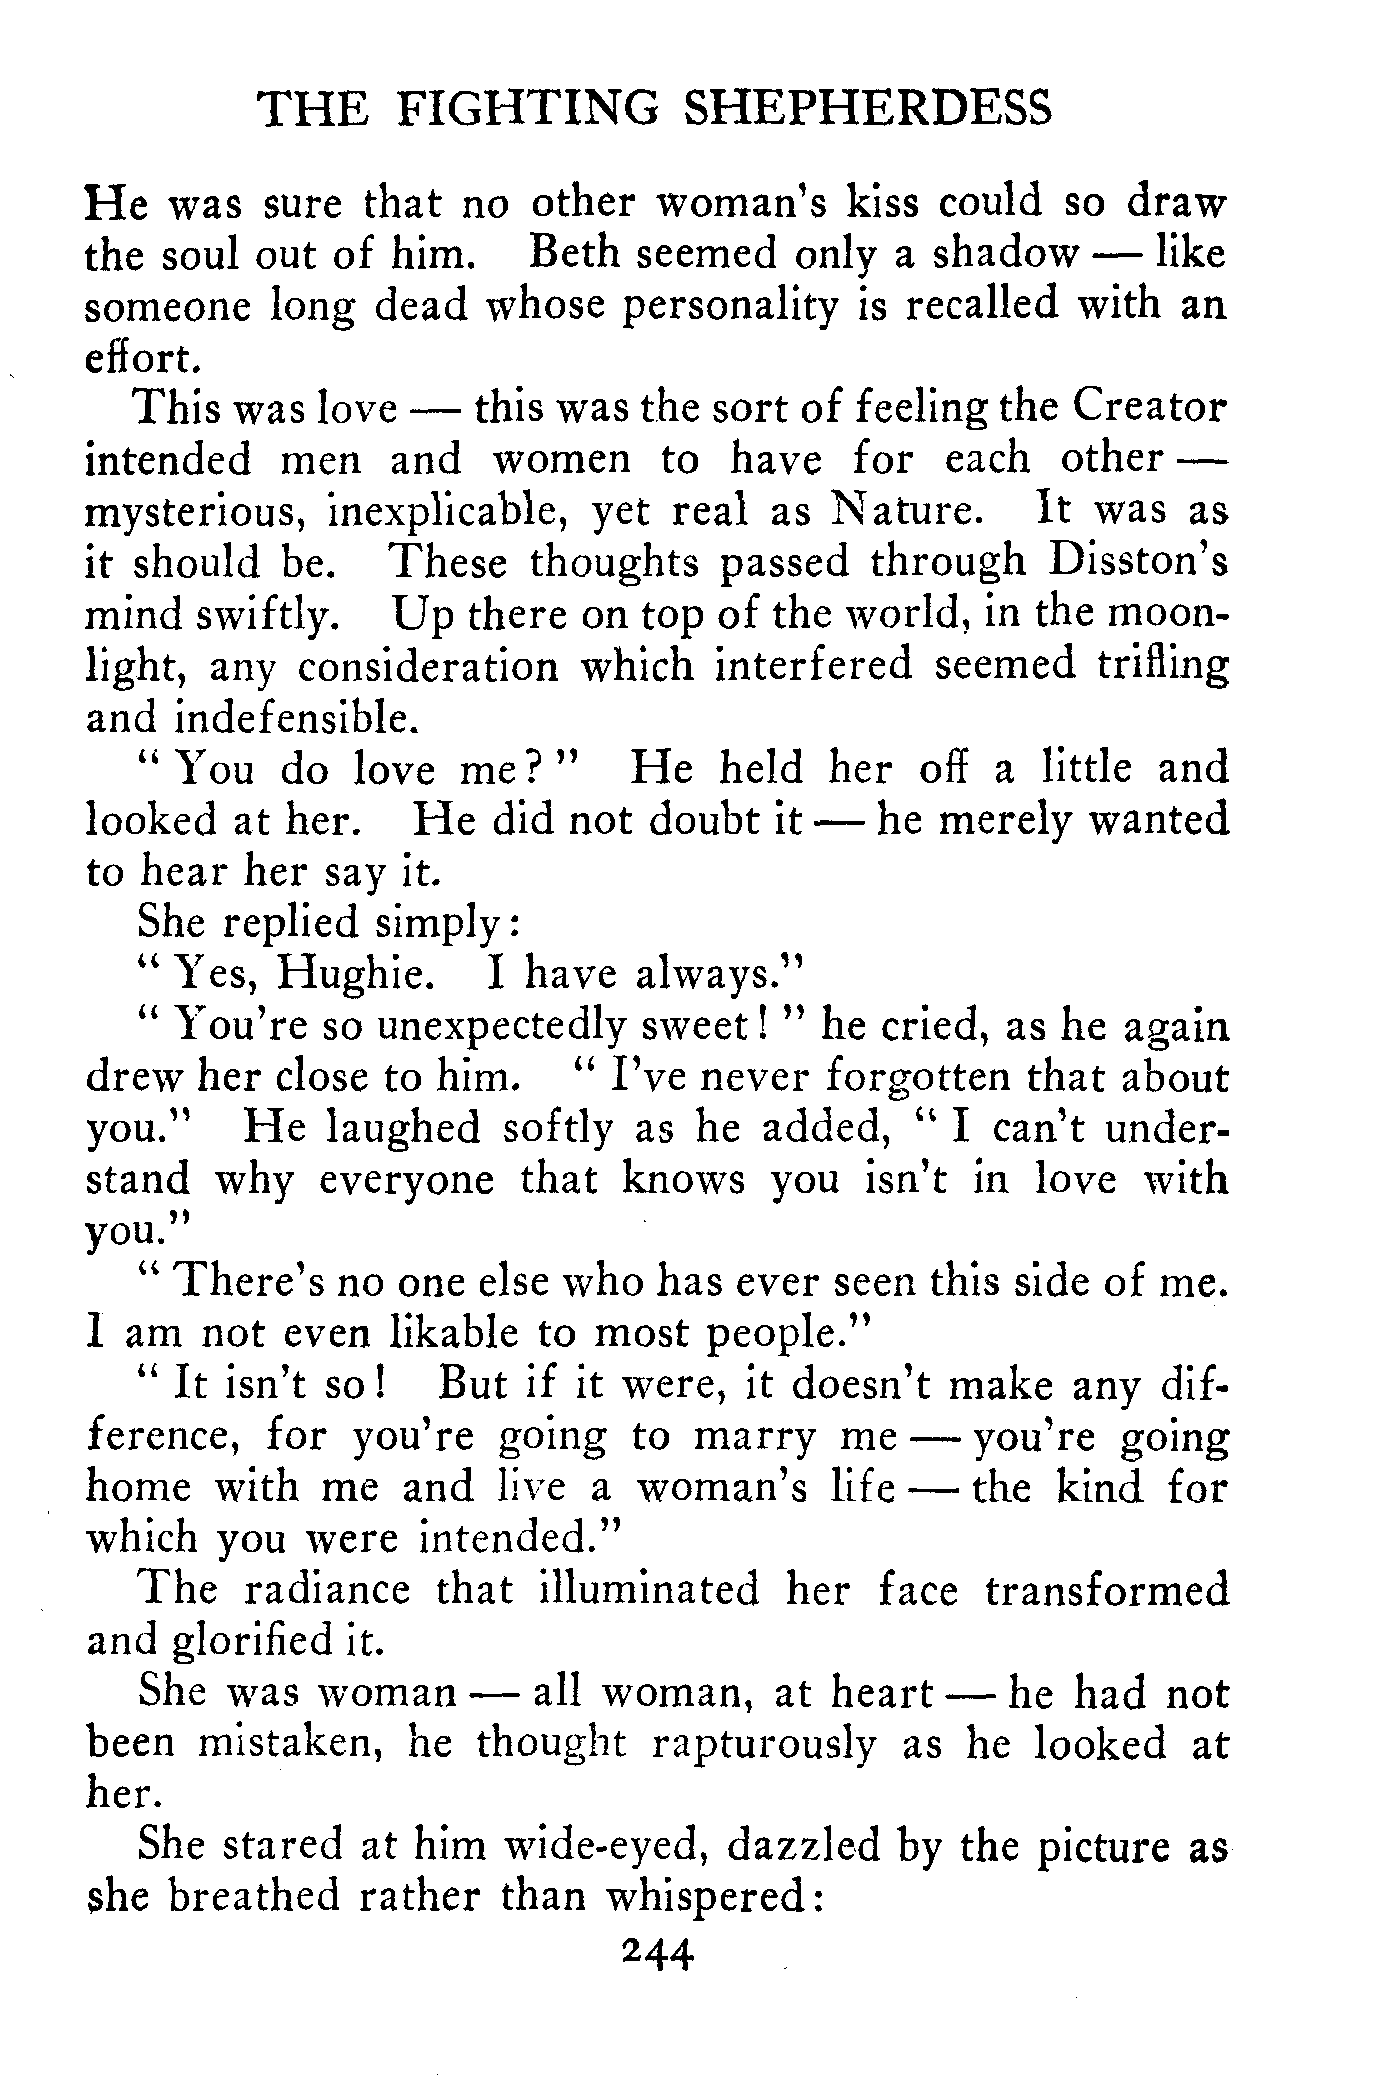 THE FIGHTING SHEPHERDESS
He was sure that no other woman's kiss could so draw
the soul out of him. Beth seemed only a shadow — like
someone long dead whose personality is recalled with an
effort.
This was love — this was the sort of feeling the Creator
intended men and women to have for each other —
mysterious, inexplicable, yet real as Nature. It was as
it should be. These thoughts passed through Disston's
mind swiftly. Up there on top of the world, in the moon-
light, any consideration which interfered seemed trifling
and indefensible.
" You do love me? " He held her off a little and
looked at her. He did not doubt it — he merely wanted
to hear her say it.
She replied simply:
" Yes, Hughie. I have always."
" You're so unexpectedly sweet! " he cried, as he again
drew her close to him. " I've never forgotten that about
you." He laughed softly as he added, " I can't under-
stand why everyone that knows you isn't in love with
you."
" There's no one else who has ever seen this side of me.
I am not even likable to most people."
" It isn't so! But if it were, it doesn't make any dif-
ference, for you're going to marry me — you're going
home with me and live a woman's life — the kind for
which you were intended."
The radiance that illuminated her face transformed
and glorified it.
She was woman — all woman, at heart — he had not
been mistaken, he thought rapturously as he looked at
her.
She stared at him wide-eyed, dazzled by the picture as
she breathed rather than whispered:
244